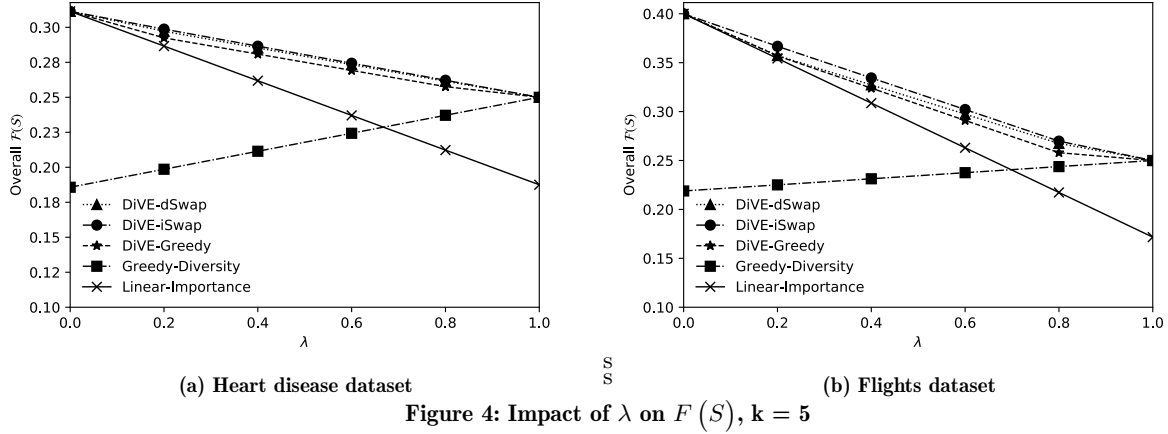 Overall F(S)
0.30
0.28
0.25
0.23
0.20
0.18
0.15
0.12
0.10
DiVE-dSwap
DiVE-iSwap
DiVE-Greedy
Greedy-Diversity
Linear-Importance
0.0 0.2 0.4 0.6 0.8 1.0
λ
(a) Heart disease dataset
Overall F(S)
0.40
0.35
0.30
0.25
0.20
0.15
0.10
DiVE-dSwap
DiVE-iSwap
DiVE-Greedy
Greedy-Diversity
Linear-Importance
0.0 0.2 0.4 0.6 0.8 1.0
λ
(b) Flights dataset
s
s
Figure 4: Impact of λ on F (S), k = 5